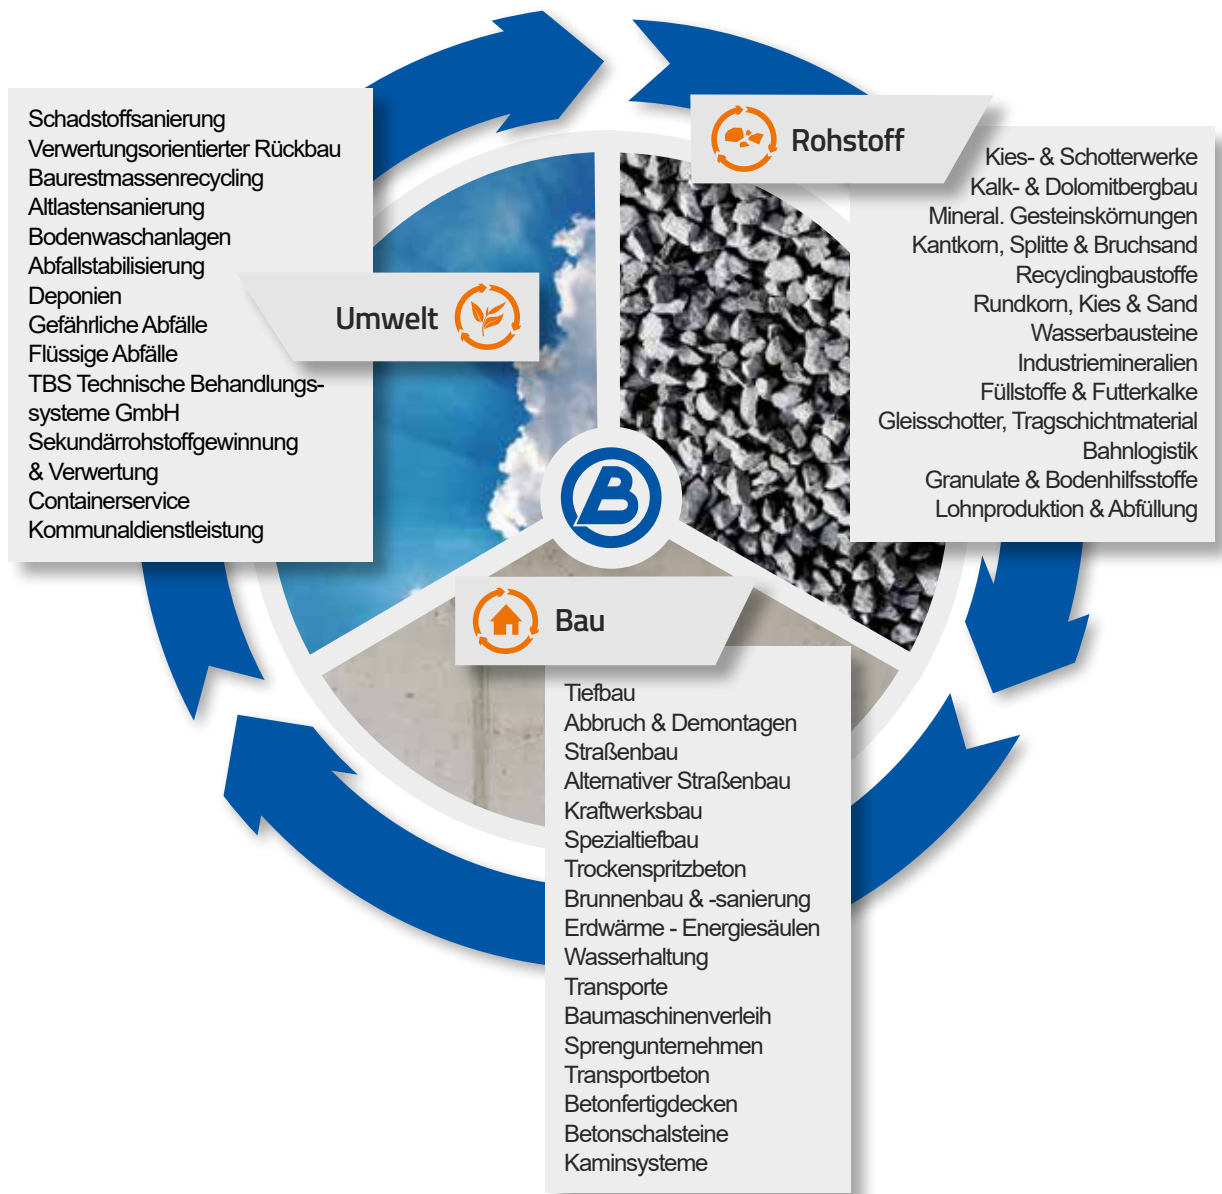 Schadstoffsanierung
Verwertungsorientierter Rückbau
Baurestmassenrecycling
Altlastensanierung
Bodenwaschanlagen
Abfallstabilisierung
Deponien
Gefährliche Abfälle
Flüssige Abfälle
TBS Technische Behandlungs-
systeme GmbH
Sekundärrohstoffgewinnung
& Verwertung
Containerservice
Kommunaldienstleistung
Umwelt
Rohstoff
Kies- & Schotterwerke
Kalk- & Dolomitbergbau
Mineral. Gesteinskörnungen
Kantkorn, Splitte & Bruchsand
Recyclingbaustoffe
Rundkorn, Kies & Sand
Wasserbausteine
Industriemineralien
Füllstoffe & Futterkalke
Gleisschotter, Tragschichtmaterial
Bahnlogistik
Granulate & Bodenhilfsstoffe
Lohnproduktion & Abfüllung
B
Bau
Tiefbau
Abbruch & Demontagen
Straßenbau
Alternativer Straßenbau
Kraftwerksbau
Spezialtiefbau
Trockenspritzbeton
Brunnenbau & -sanierung
Erdwärme - Energiesäulen
Wasserhaltung
Transporte
Baumaschinenverleih
Sprengunternehmen
Transportbeton
Betonfertigdecken
Betonschalsteine
Kaminsysteme